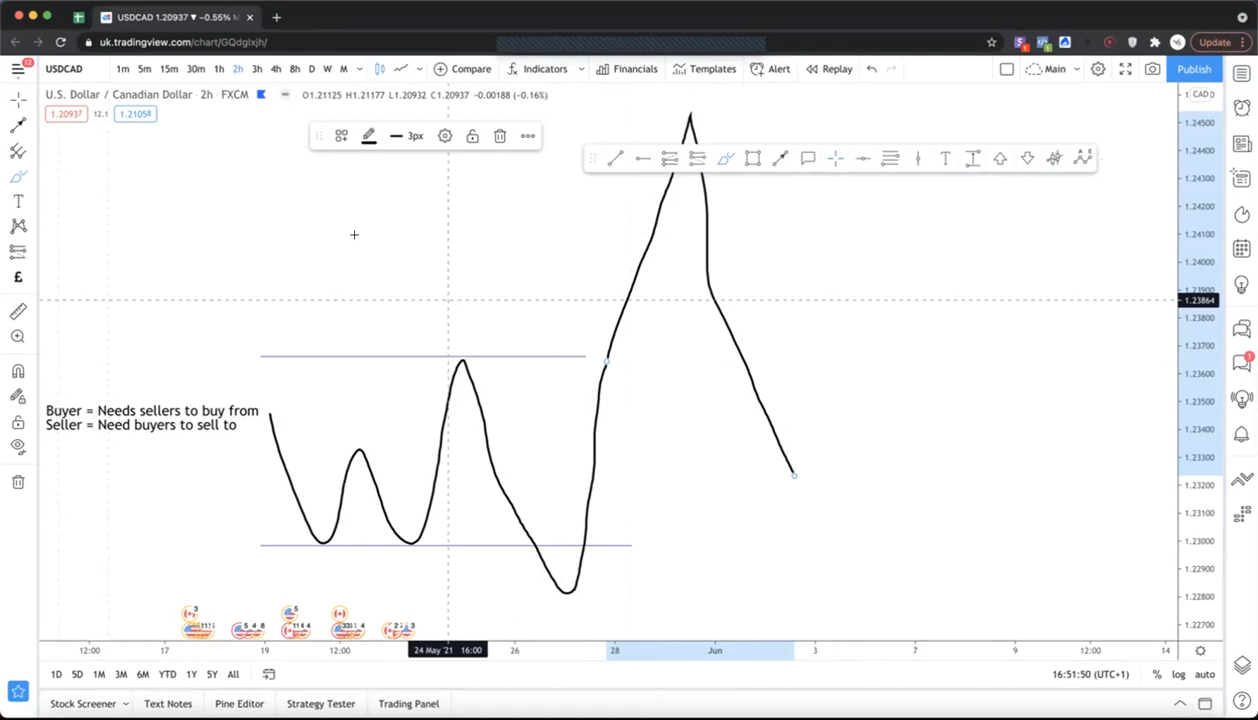 USDCAD 1.20937 ▼ −0.55% M
uk.tradingview.com/chart/GQdgIxjh/
Update
12
USDCAD 1m 5m 15m 30m 1h 2h 3h 4h 8h D W M Compare Indicators Financials Templates Alert Replay Main Publish
U.S. Dollar / Canadian Dollar · 2h · FXCM O1.21125 H1.21177 L1.20932 C1.20937 −0.00188 (−0.16%)
1.20937 12.1 1.21058
CAD
3px
1.24500
1.24400
1.24300
1.24200
1.24100
1.24000
1.23900
1.23864
1.23800
1.23700
1.23600
1.23500
1.23400
1.23300
1.23200
1.23100
1.23000
1.22900
1.22800
1.22700
Buyer = Needs sellers to buy from
Seller = Need buyers to sell to
12:00 17 19 12:00 24 May '21 16:00 26 28 Jun 3 7 9 12:00 14
1D 5D 1M 3M 6M YTD 1Y 5Y All 16:51:50 (UTC+1) % log auto
Stock Screener Text Notes Pine Editor Strategy Tester Trading Panel